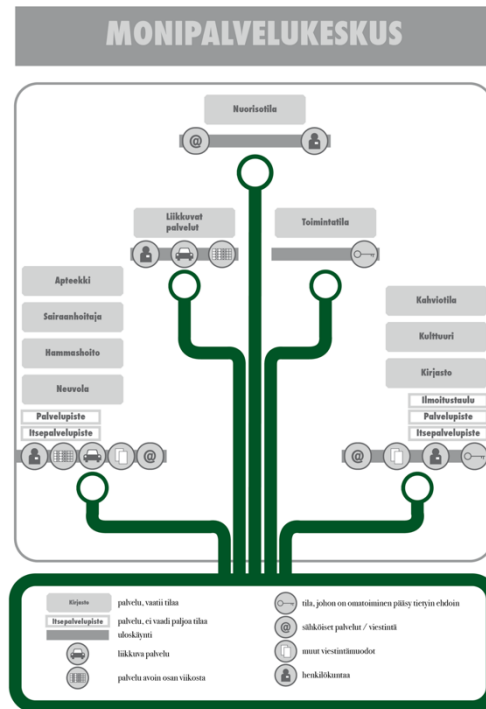 MONIPALVELUKESKUS
Nuorisotila
@
Liikkuvat
palvelut
Toimintatila
Apteekki
Sairaanhoitaja
Hammashoito
Neuvola
Palvelupiste
Itsepalvelupiste
@
Kahviotila
Kulttuuri
Kirjasto
Ilmoitustaulu
Palvelupiste
Itsepalvelupiste
@
Kirjasto palvelu, vaatii tilaa
Itsepalvelupiste palvelu, ei vaadi paljoa tilaa
uloskäynti
liikkuva palvelu
palvelu avoin osan viikosta
tila, johon on omatoiminen pääsy tietyin ehdoin
@ sähköiset palvelut / viestintä
muut viestintämuodot
henkilökuntaa